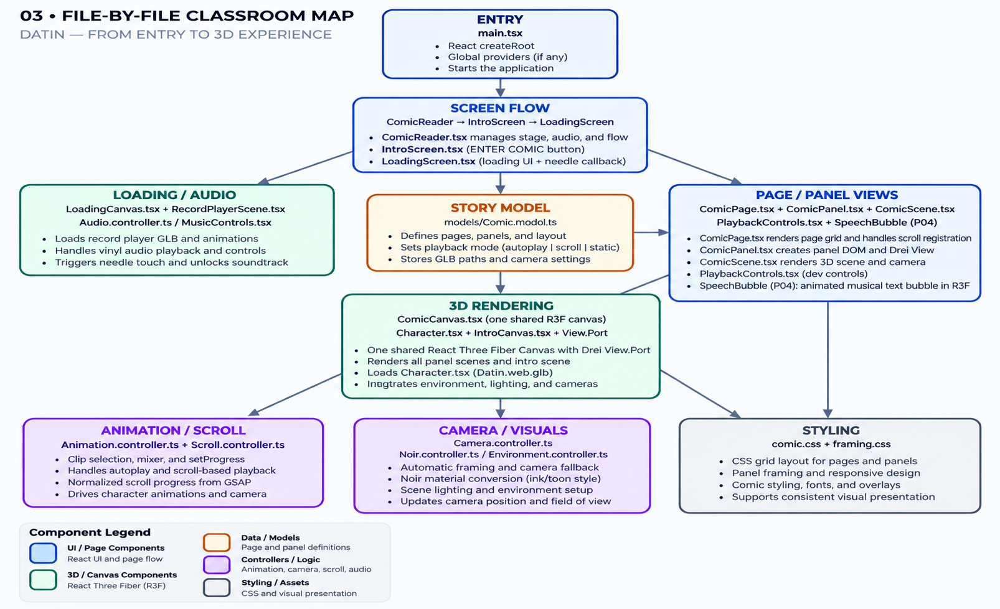 03 • FILE-BY-FILE CLASSROOM MAP
DATIN — FROM ENTRY TO 3D EXPERIENCE
ENTRY
main.tsx
• React createRoot
• Global providers (if any)
• Starts the application
SCREEN FLOW
ComicReader → IntroScreen → LoadingScreen
• ComicReader.tsx manages stage, audio, and flow
• IntroScreen.tsx (ENTER COMIC button)
• LoadingScreen.tsx (loading UI + needle callback)
LOADING / AUDIO
LoadingCanvas.tsx + RecordPlayerScene.tsx
Audio.controller.ts / MusicControls.tsx
• Loads record player GLB and animations
• Handles vinyl audio playback and controls
• Triggers needle touch and unlocks soundtrack
STORY MODEL
models/Comic.modol.ts
• Defines pages, panels, and layout
• Sets playback mode (autoplay | scroll | static)
• Stores GLB paths and camera settings
PAGE / PANEL VIEWS
ComicPage.tsx + ComicPanel.tsx + ComicScene.tsx
PlaybackControls.tsx + SpeechBubble (P04)
• ComicPage.tsx renders page grid and handles scroll registration
• ComicPanel.tsx creates panel DOM and Drei View
• ComicScene.tsx renders 3D scene and camera
• PlaybackControls.tsx (dev controls)
• SpeechBubble (P04): animated musical text bubble in R3F
3D RENDERING
ComicCanvas.tsx (one shared R3F canvas)
Character.tsx + IntroCanvas.tsx + View.Port
• One shared React Three Fiber Canvas with Drei View.Port
• Renders all panel scenes and intro scene
• Loads Character.tsx (Datin.web.glb)
• environment, lighting, and cameras
ANIMATION / SCROLL
Animation.controller.ts + Scroll.controller.ts
• Clip selection, mixer, and setProgress
• Handles autoplay and scroll-based playback
• Normalized scroll progress from GSAP
• Drives character animations and camera
CAMERA / VISUALS
Camera.controller.ts
Noir.controller.ts / Environment.controller.ts
• Automatic framing and camera fallback
• Noir material conversion (ink/toon style)
• Scene lighting and environment setup
• Updates camera position and field of view
STYLING
comic.css + framing.css
• CSS grid layout for pages and panels
• Panel framing and responsive design
• Comic styling, fonts, and overlays
• Supports consistent visual presentation
Component Legend
UI / Page Components
React UI and page flow
3D / Canvas Components
React Three Fiber (R3F)
Data / Models
Page and panel definitions
Controllers / Logic
Animation, camera, scroll, audio
Styling / Assets
CSS and visual presentation